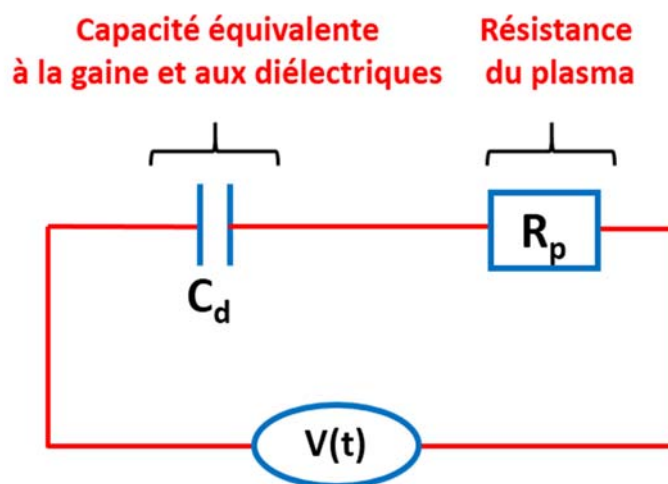 Capacité équivalente
à la gaine et aux diélectriques
Résistance
du plasma
C_d
R_p
V(t)